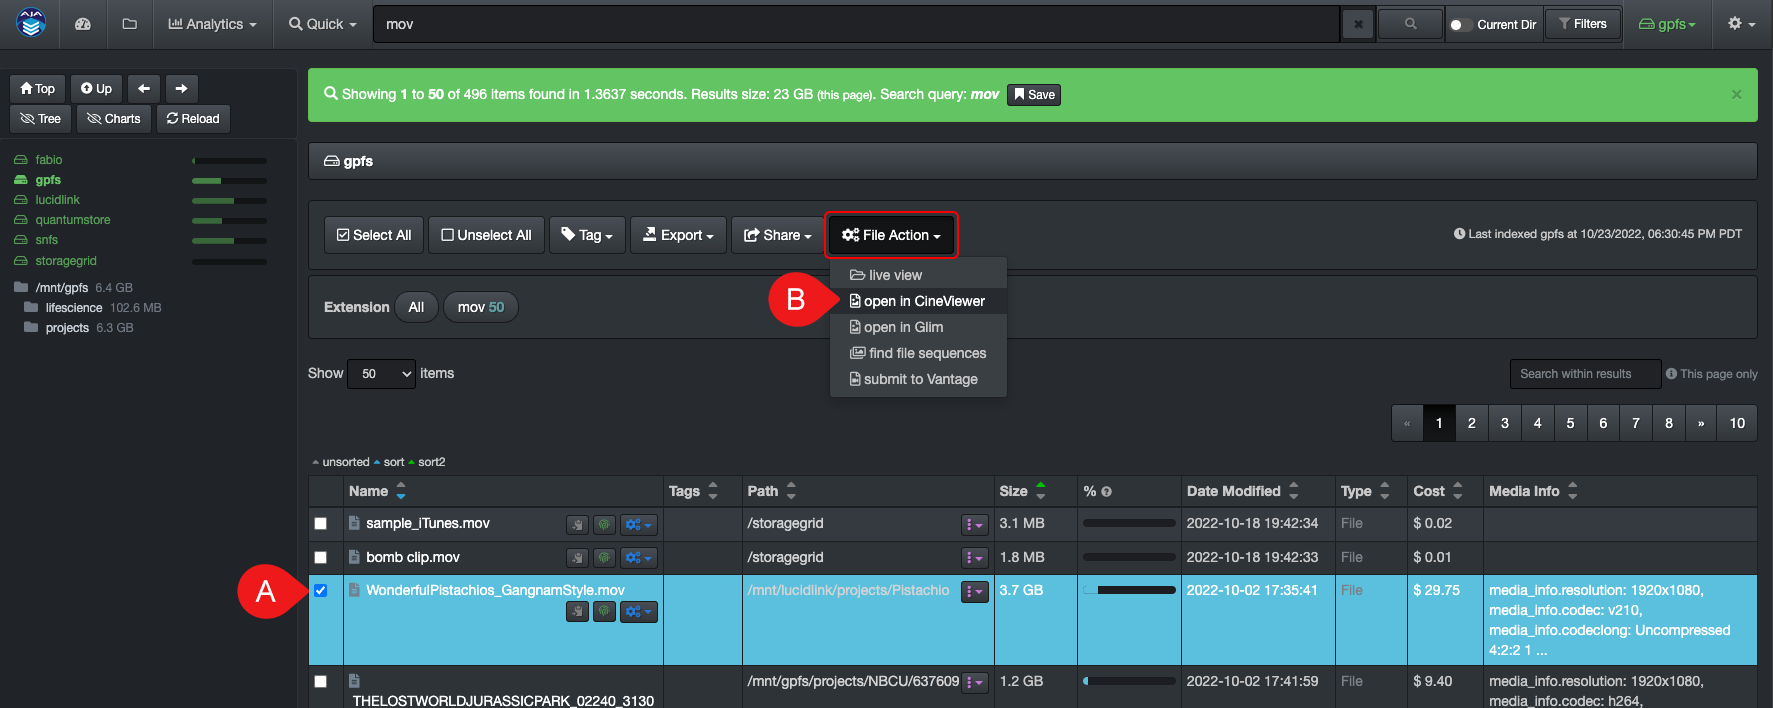 Analytics
Quick
mov
Current Dir
Filters
gpfs
Top
Up
Tree
Charts
Reload
fabio
gpfs
lucidlink
quantumstore
snfs
storagegrid
/mnt/gpfs 6.4 GB
lifescience 102.6 MB
projects 6.3 GB
Showing 1 to 50 of 496 items found in 1.3637 seconds. Results size: 23 GB (this page). Search query: mov Save
gpfs
Select All
Unselect All
Tag
Export
Share
File Action
Last indexed gpfs at 10/23/2022, 06:30:45 PM PDT
live view
open in CineViewer
open in Glim
find file sequences
submit to Vantage
B
Extension All mov 50
Show 50 items
Search within results
This page only
« 1 2 3 4 5 6 7 8 » 10
unsorted sort sort2
Name Tags Path Size % Date Modified Type Cost Media Info
sample_iTunes.mov /storagegrid 3.1 MB 2022-10-18 19:42:34 File $ 0.02
bomb clip.mov /storagegrid 1.8 MB 2022-10-18 19:42:33 File $ 0.01
A
WonderfulPistachios_GangnamStyle.mov /mnt/lucidlink/projects/Pistachio 3.7 GB 2022-10-02 17:35:41 File $ 29.75 media_info.resolution: 1920x1080,
media_info.codec: v210,
media_info.codeclong: Uncompressed
4:2:2 1 ...
/mnt/gpfs/projects/NBCU/637609 1.2 GB 2022-10-02 17:41:59 File $ 9.40 media_info.resolution: 1920x1080,
THELOSTWORLDJURASSICPARK_02240_3130 media_info.codec: h264,